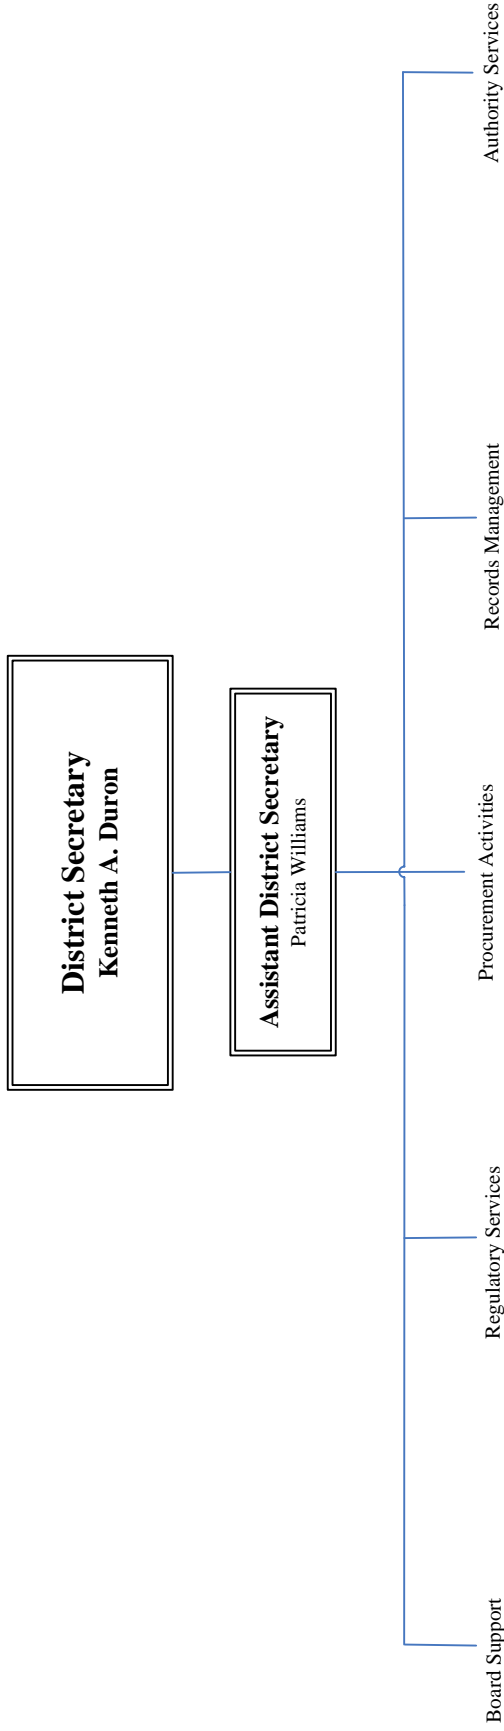 District Secretary
Kenneth A. Duron
Assistant District Secretary
Patricia Williams
Board Support
Regulatory Services
Procurement Activities
Records Management
Authority Services